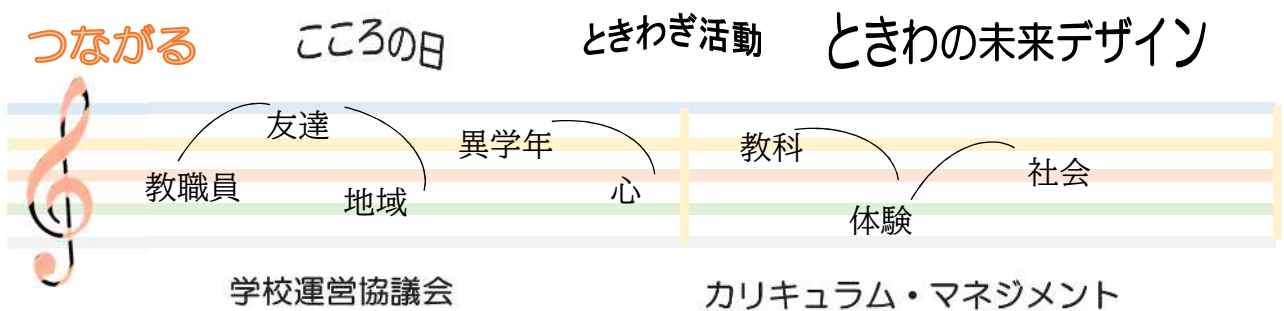 つながる こころの日 ときわぎ活動 ときわの未来デザイン
友達 異学年 教科 社会
教職員 地域 心 体験
学校運営協議会 カリキュラム・マネジメント